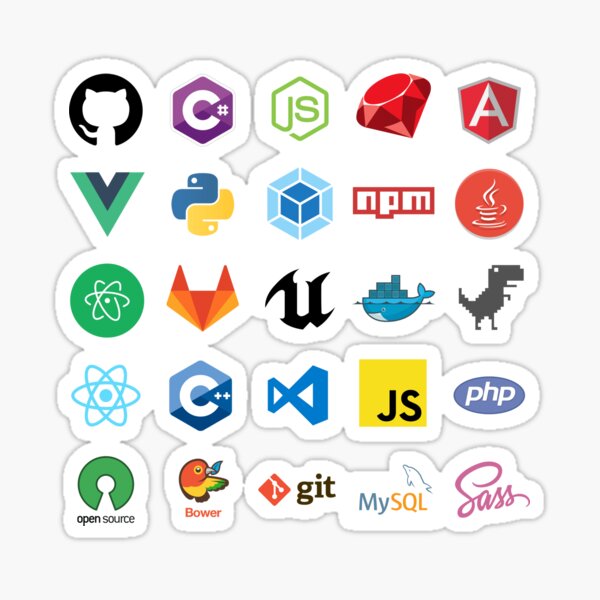 C#
JS
A
npm
C++
JS
php
open source
Bower
git
MySQL
Sass